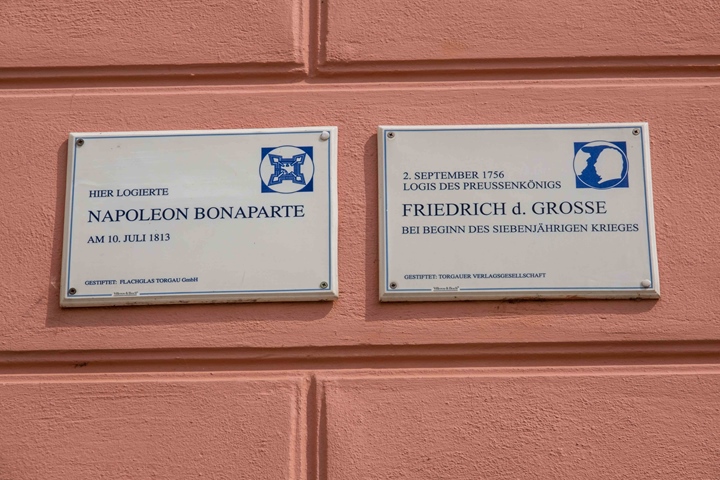 HIER LOGIERTE
NAPOLEON BONAPARTE
AM 10. JULI 1813
GESTIFTET: FLACHGLAS TORGAU GmbH
2. SEPTEMBER 1756
LOGIS DES PREUSSENKÖNIGS
FRIEDRICH d. GROSSE
BEI BEGINN DES SIEBENJÄHRIGEN KRIEGES
GESTIFTET: TORGAUER VERLAGSGESELLSCHAFT